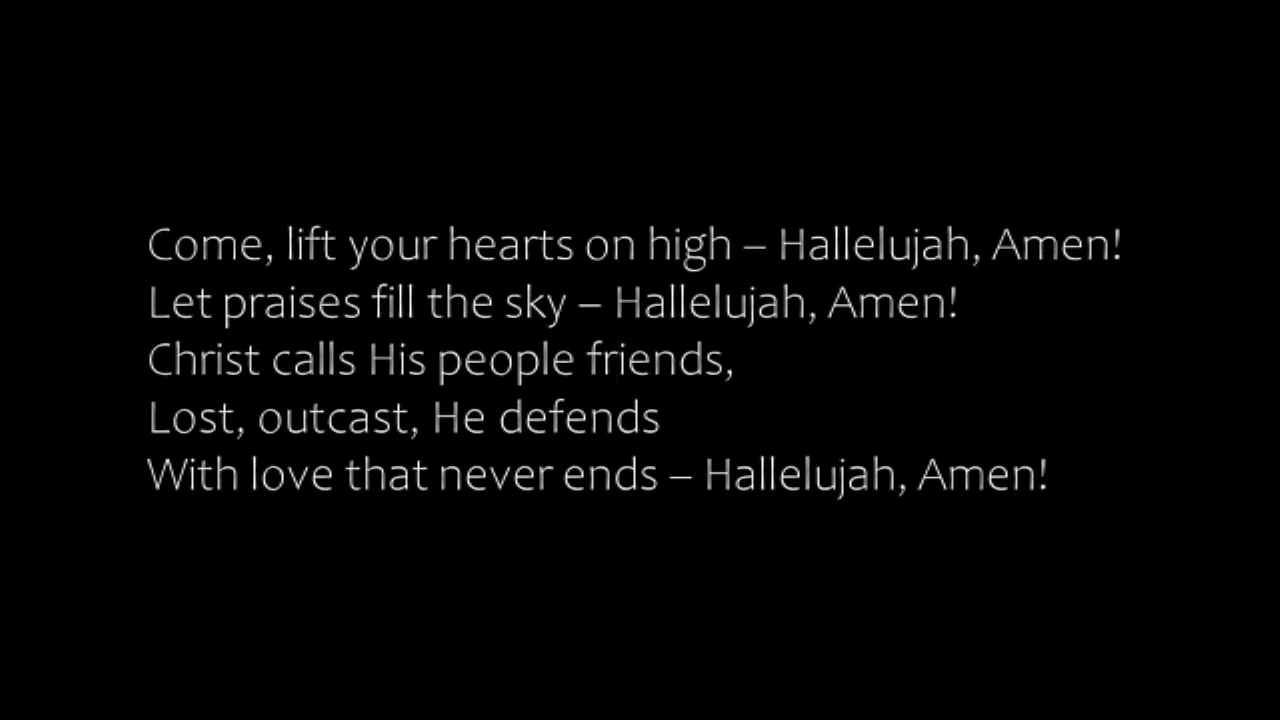 Come, lift your hearts on high – Hallelujah, Amen!
Let praises fill the sky – Hallelujah, Amen!
Christ calls His people friends,
Lost, outcast, He defends
With love that never ends – Hallelujah, Amen!